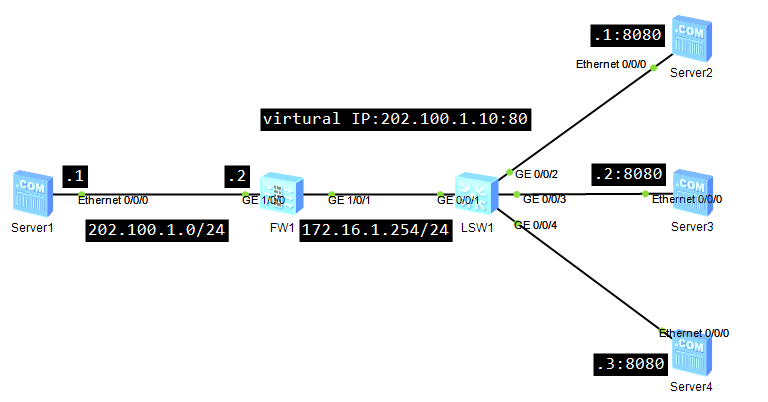 .1:8080
.COM
Ethernet 0/0/0
Server2
virtural IP:202.100.1.10:80
.COM
.1
Ethernet 0/0/0
Server1
202.100.1.0/24
.2
GE 1/0/0
FW1
GE 1/0/1
172.16.1.254/24
GE 0/0/1
LSW1
GE 0/0/2
GE 0/0/3
GE 0/0/4
.2:8080
.COM
Ethernet 0/0/0
Server3
Ethernet 0/0/0
.COM
.3:8080
Server4